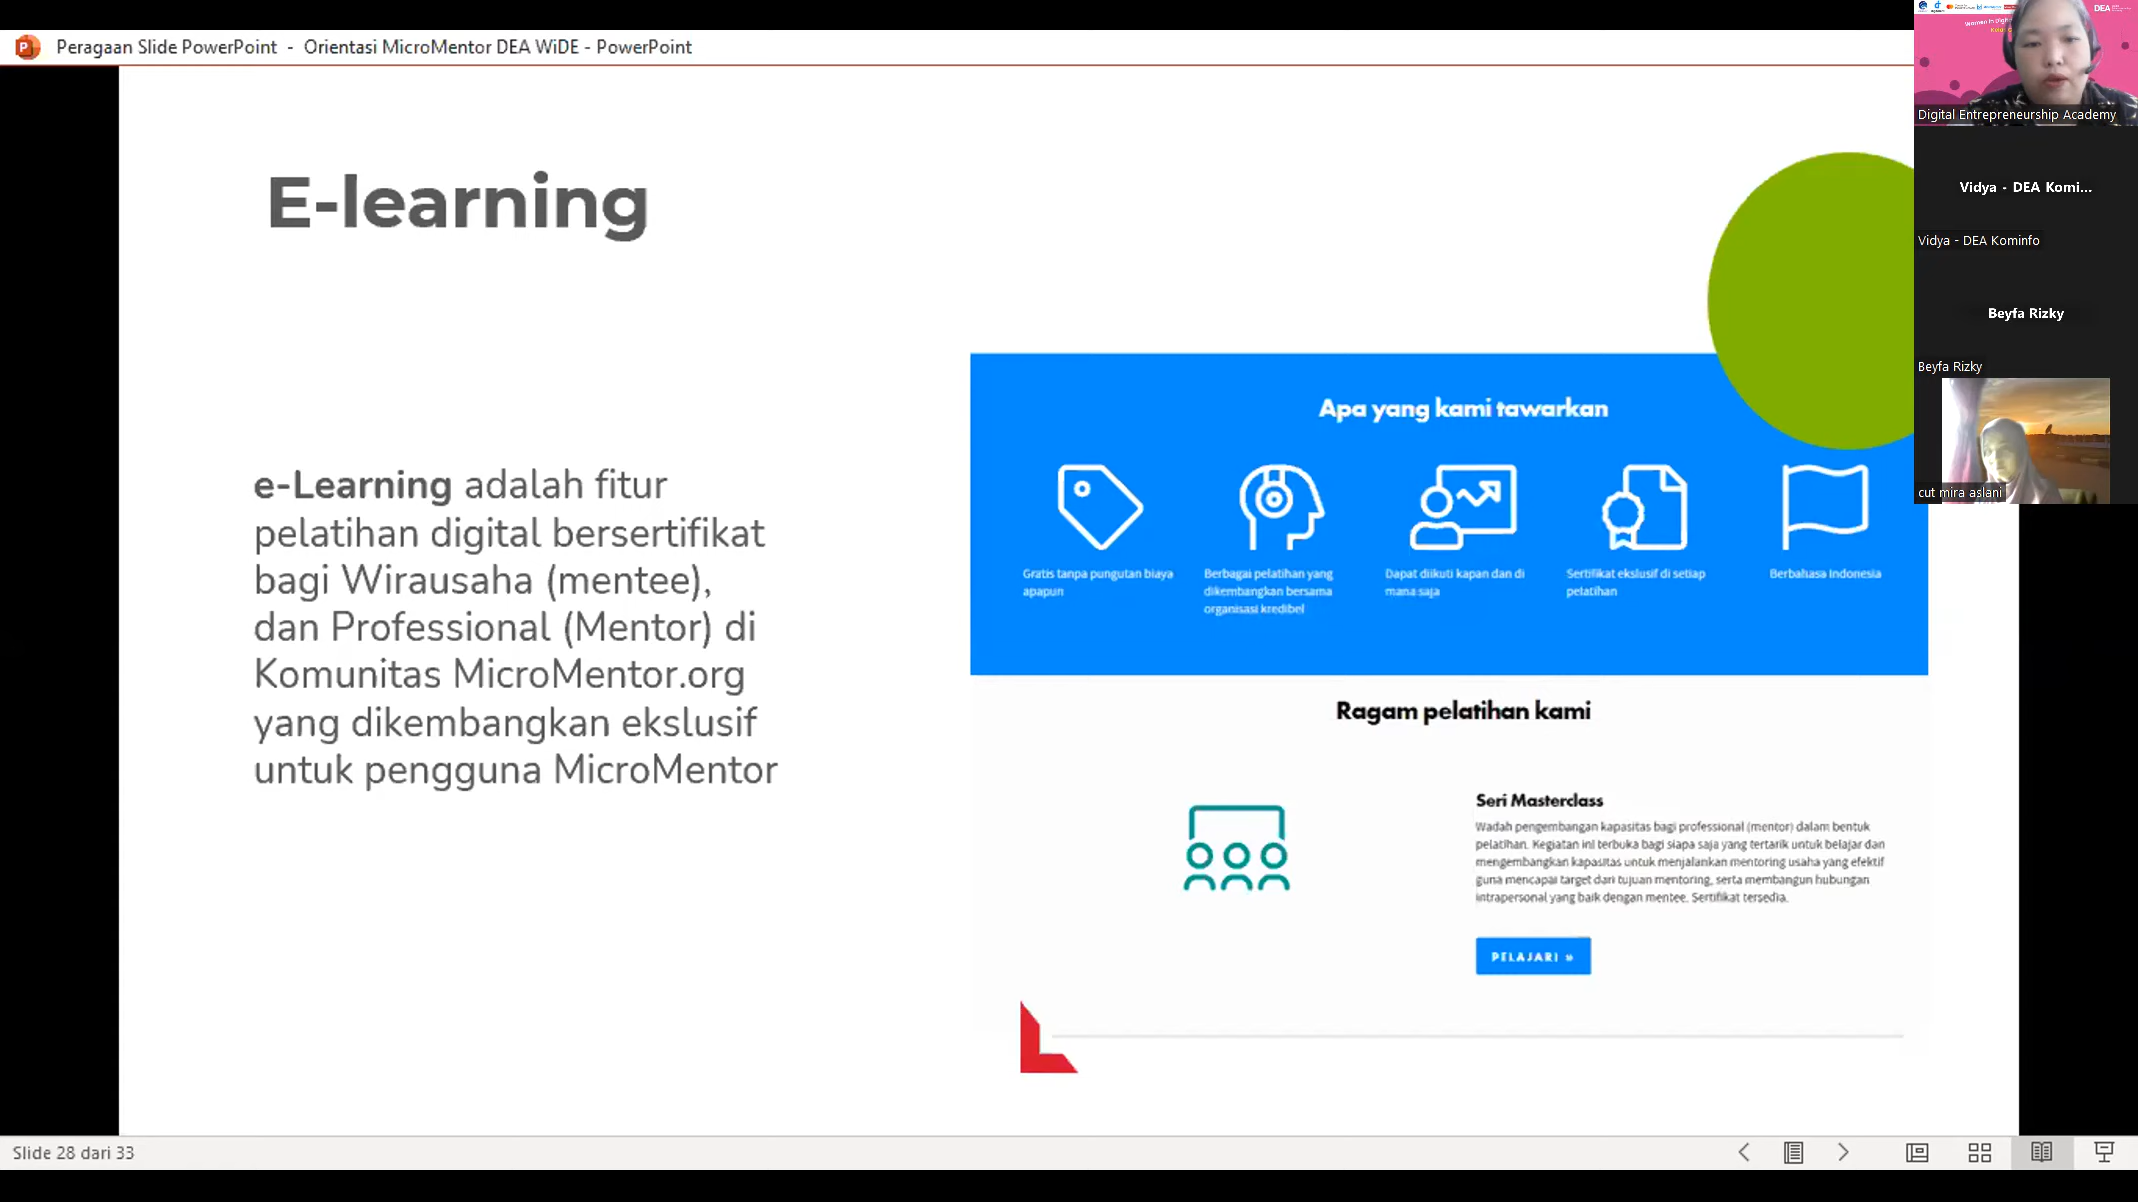 Peragaan Slide PowerPoint - Orientasi MicroMentor DEA WiDE - PowerPoint
DEA
Digital Entrepreneurship Academy
Vidya - DEA Komi...
Vidya - DEA Kominfo
Beyfa Rizky
Beyfa Rizky
cut mira aslani
E-learning
e-Learning adalah fitur
pelatihan digital bersertifikat
bagi Wirausaha (mentee),
dan Professional (Mentor) di
Komunitas MicroMentor.org
yang dikembangkan ekslusif
untuk pengguna MicroMentor
Apa yang kami tawarkan
Gratis tanpa pungutan biaya
apapun
Berbagai pelatihan yang
dikembangkan bersama
organisasi kredibel
Dapat diikuti kapan dan di
mana saja
Sertifikat ekslusif di setiap
pelatihan
Berbahasa Indonesia
Ragam pelatihan kami
Seri Masterclass
Wadah pengembangan kapasitas bagi professional (mentor) dalam bentuk
pelatihan. Kegiatan ini terbuka bagi siapa saja yang tertarik untuk belajar dan
mengembangkan kapasitas untuk menjalankan mentoring usaha yang efektif
guna mencapai target dari tujuan mentoring, serta membangun hubungan
intrapersonal yang baik dengan mentee. Sertifikat tersedia.
PELAJARI »
Slide 28 dari 33